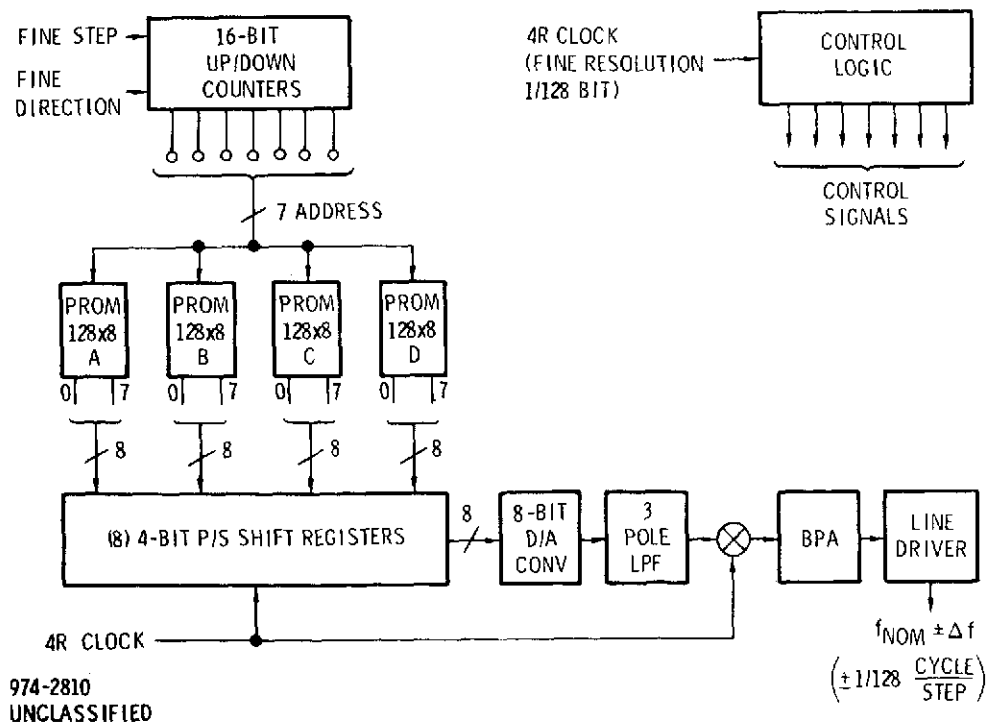 FINE STEP
FINE
DIRECTION
16-BIT
UP/DOWN
COUNTERS
4R CLOCK
(FINE RESOLUTION
1/128 BIT)
CONTROL
LOGIC
CONTROL
SIGNALS
7 ADDRESS
PROM
128x8
A
PROM
128x8
B
PROM
128x8
C
PROM
128x8
D
0 7
0 7
0 7
0 7
8
8
8
8
(8) 4-BIT P/S SHIFT REGISTERS
8
8-BIT
D/A
CONV
3
POLE
LPF
BPA
LINE
DRIVER
4R CLOCK
fNOM ± Δf
(±1/128 CYCLE/STEP)
974-2810
UNCLASSIFIED